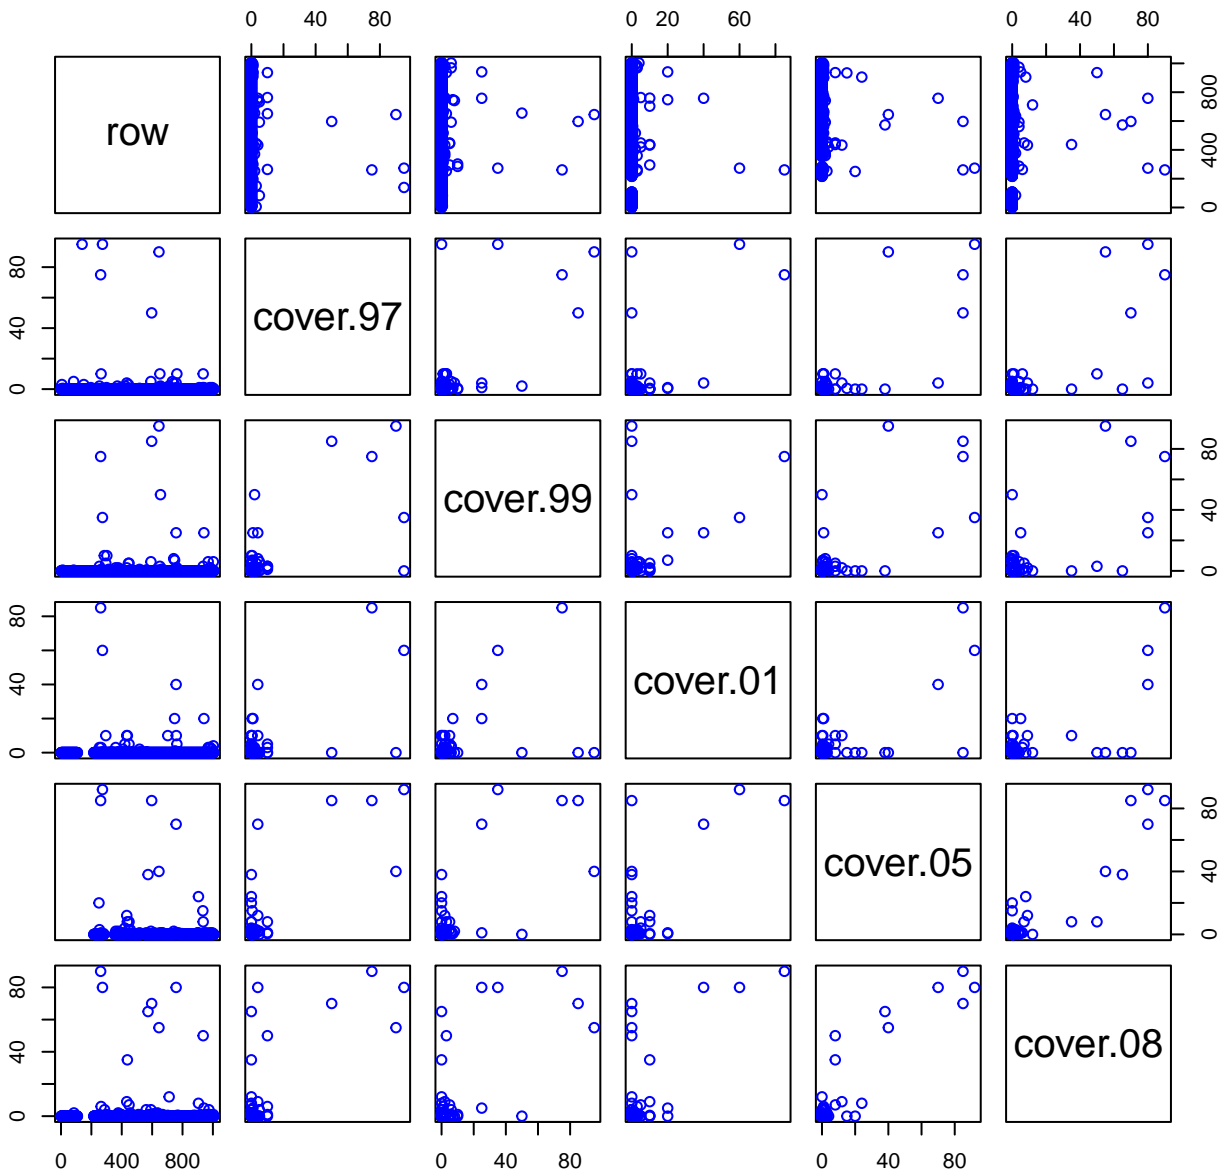 0 40 80 0 20 60 0 40 80
row 0 400 800
0 40 80 cover.97
cover.99 0 40 80
0 40 80 cover.01
cover.05 0 40 80
0 40 80 cover.08
0 400 800 0 40 80 0 40 80